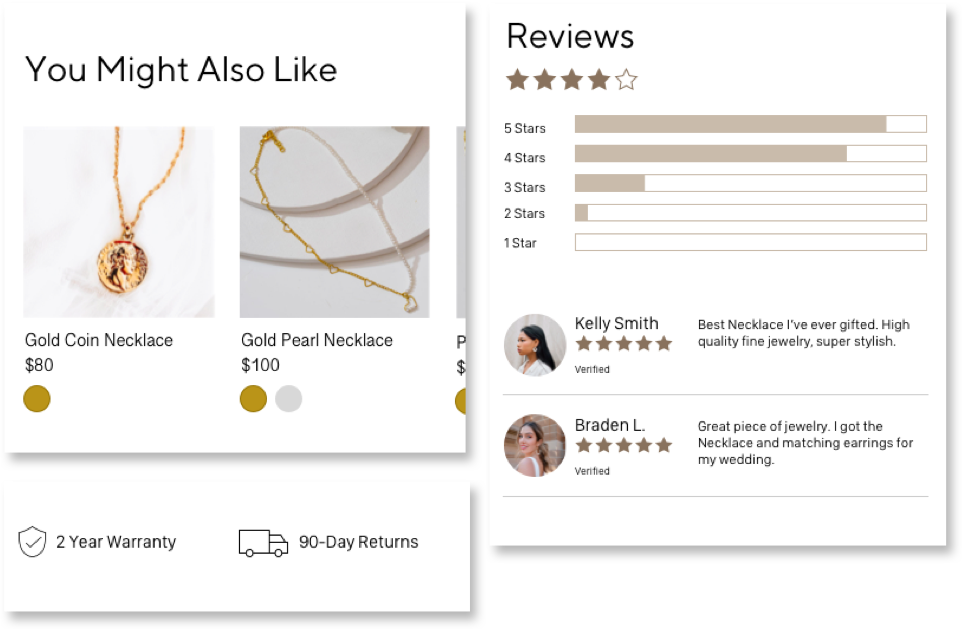 You Might Also Like
Gold Coin Necklace
$80
Gold Pearl Necklace
$100
P
$
2 Year Warranty
90-Day Returns
Reviews
5 Stars
4 Stars
3 Stars
2 Stars
1 Star
Kelly Smith
Verified
Best Necklace I've ever gifted. High
quality fine jewelry, super stylish.
Braden L.
Verified
Great piece of jewelry. I got the
Necklace and matching earrings for
my wedding.